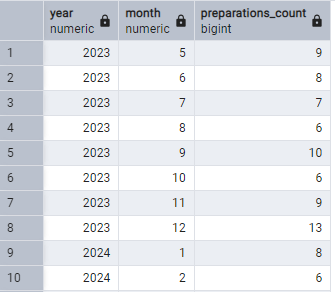 year month preparations_count
numeric numeric bigint
1 2023 5 9
2 2023 6 8
3 2023 7 7
4 2023 8 6
5 2023 9 10
6 2023 10 6
7 2023 11 9
8 2023 12 13
9 2024 1 8
10 2024 2 6